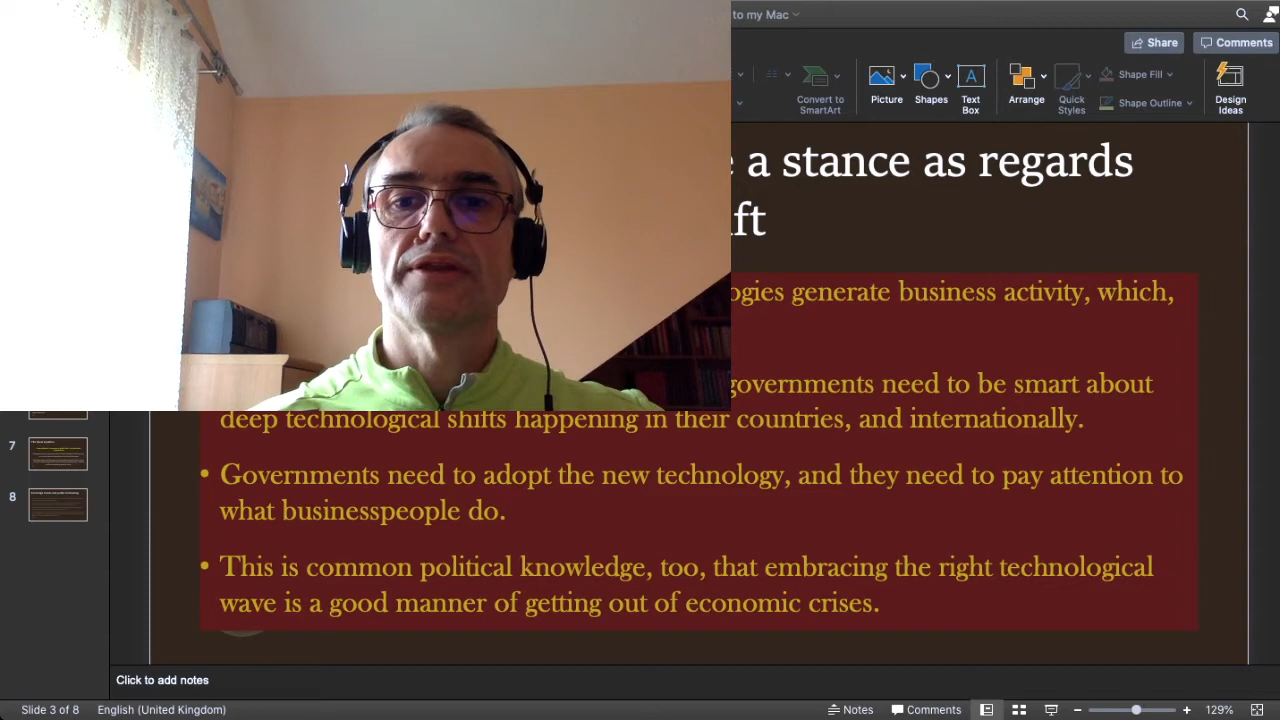 to my Mac
Share
Comments
Convert to
SmartArt
Picture
Shapes
Text
Box
Arrange
Quick
Styles
Shape Fill
Shape Outline
Design
Ideas
a stance as regards
generate business activity, which,
governments need to be smart about
deep technological shifts happening in their countries, and internationally.
7
8
• Governments need to adopt the new technology, and they need to pay attention to
what businesspeople do.
• This is common political knowledge, too, that embracing the right technological
wave is a good manner of getting out of economic crises.
Click to add notes
Slide 3 of 8
English (United Kingdom)
Notes
Comments
129%